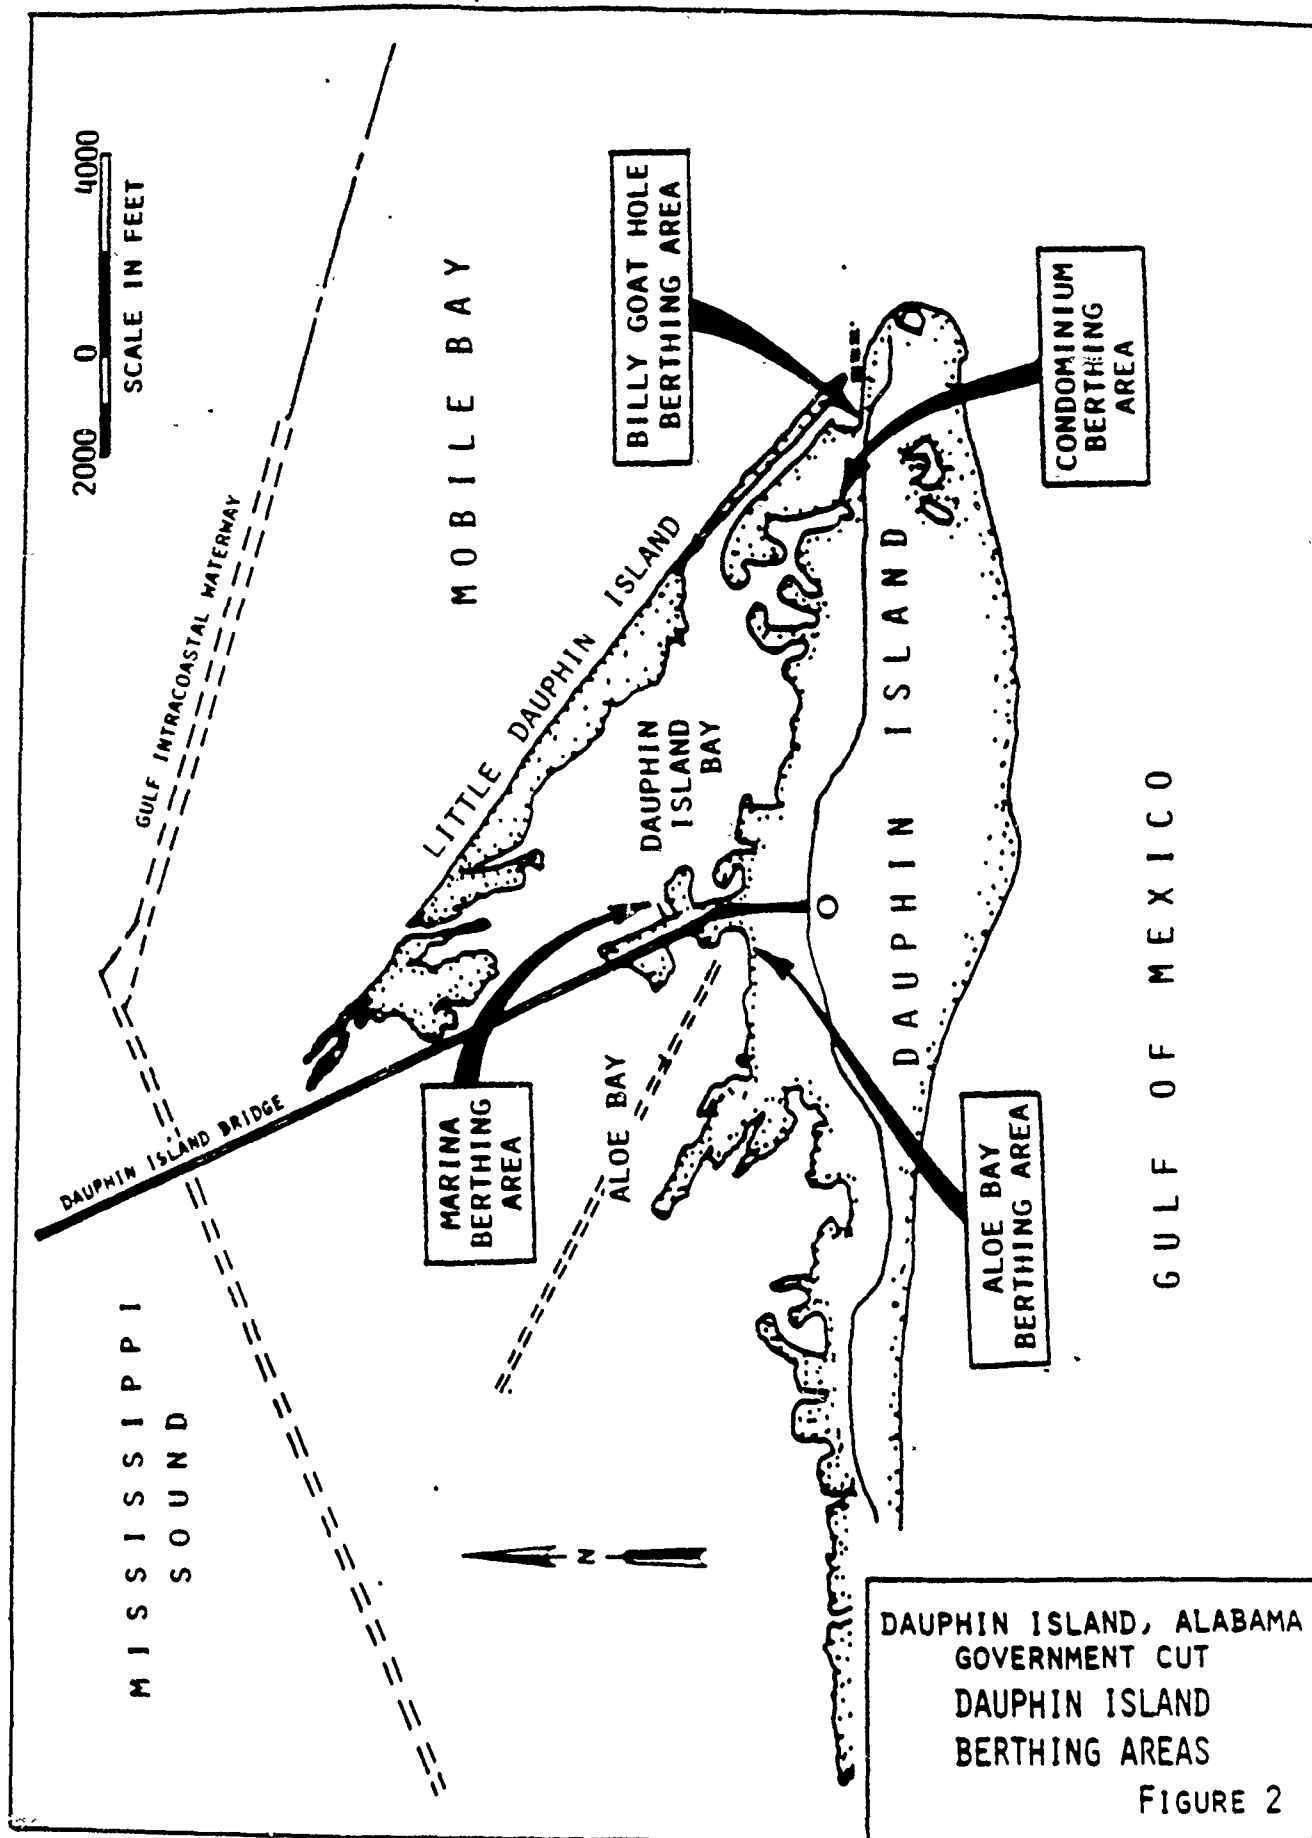 MISSISSIPPI
SOUND
DAUPHIN ISLAND BRIDGE
GULF INTRACOASTAL WATERWAY
2000 0 4000
SCALE IN FEET
MOBILE BAY
LITTLE DAUPHIN ISLAND
MARINA
BERTHING
AREA
ALOE BAY
DAUPHIN
ISLAND
BAY
BILLY GOAT HOLE
BERTHING AREA
N
DAUPHIN ISLAND
ALOE BAY
BERTHING AREA
CONDOMINIUM
BERTHING
AREA
GULF OF MEXICO
DAUPHIN ISLAND, ALABAMA
GOVERNMENT CUT
DAUPHIN ISLAND
BERTHING AREAS
FIGURE 2